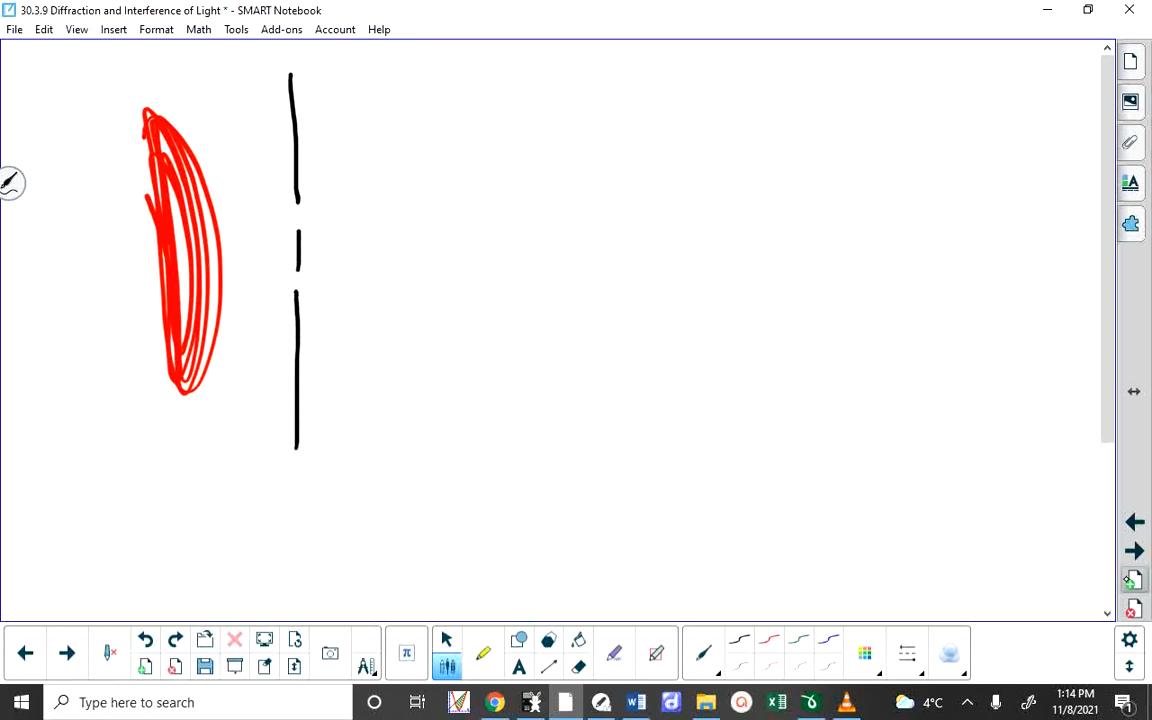 30.3.9 Diffraction and Interference of Light * - SMART Notebook
File Edit View Insert Format Math Tools Add-ons Account Help
π
A
A
Type here to search
4°C
1:14 PM
11/8/2021
1